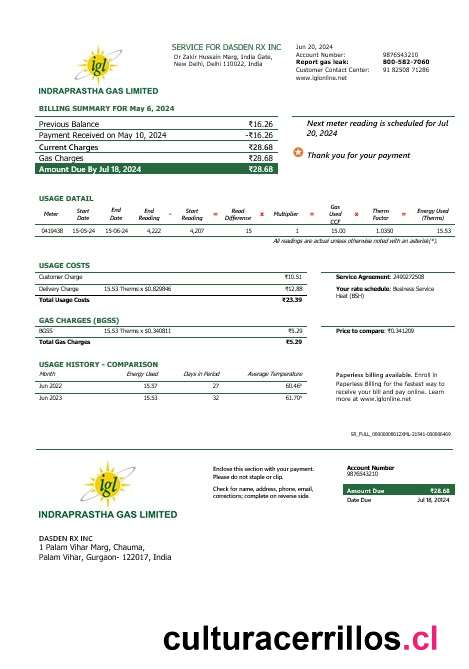 igl
INDRAPRASTHA GAS LIMITED
SERVICE FOR DASDEN RX INC
Dr Zakir Hussain Marg, India Gate,
New Delhi, Delhi 110022, India
Jun 20, 2024
Account Number: 9876543210
Report gas leak: 800-582-7060
Customer Contact Center: 91 82508 71286
www.iglonline.net
BILLING SUMMARY FOR May 6, 2024
Previous Balance ₹16.26
Payment Received on May 10, 2024 -₹16.26
Current Charges ₹28.68
Gas Charges ₹28.68
Amount Due By Jul 18, 2024 ₹28.68
Next meter reading is scheduled for Jul
20, 2024
Thank you for your payment
USAGE DATAIL
Meter Start Date End Date End Reading - Start Reading = Read Difference x Multiplier = Gas Used CCF x Therm Factor = Energy Used (Therms)
0419438 15-05-24 15-06-24 4,222 4,207 15 1 15.00 1.0350 15.53
All readings are actual unless otherwise noted with an asterisk(*).
USAGE COSTS
Customer Charge ₹10.51
Delivery Charge 15.53 Therms x $0.829846 ₹12.88
Total Usage Costs ₹23.39
Service Agreement: 2490272508
Your rate schedule: Business Service
Heat (BSH)
GAS CHARGES (BGSS)
BGSS 15.53 Therms x $0.340811 ₹5.29
Total Gas Charges ₹5.29
Price to compare: ₹0.341209
USAGE HISTORY - COMPARISON
Month Energy Used Days in Period Average Temperature
Jun 2022 15.37 27 60.46°
Jun 2023 15.53 32 61.70°
Paperless billing available. Enroll in
Paperless Billing for the fastest way to
receive your bill and pay online. Learn
more at www.iglonline.net
igl
INDRAPRASTHA GAS LIMITED
Enclose this section with your payment.
Please do not staple or clip.
Check for name, address, phone, email,
corrections; complete on reverse side.
Account Number
9876543210
Amount Due ₹28.68
Date Due Jul 18, 20124
DASDEN RX INC
1 Palam Vihar Marg, Chauma,
Palam Vihar, Gurgaon- 122017, India
culturacerrillos.cl